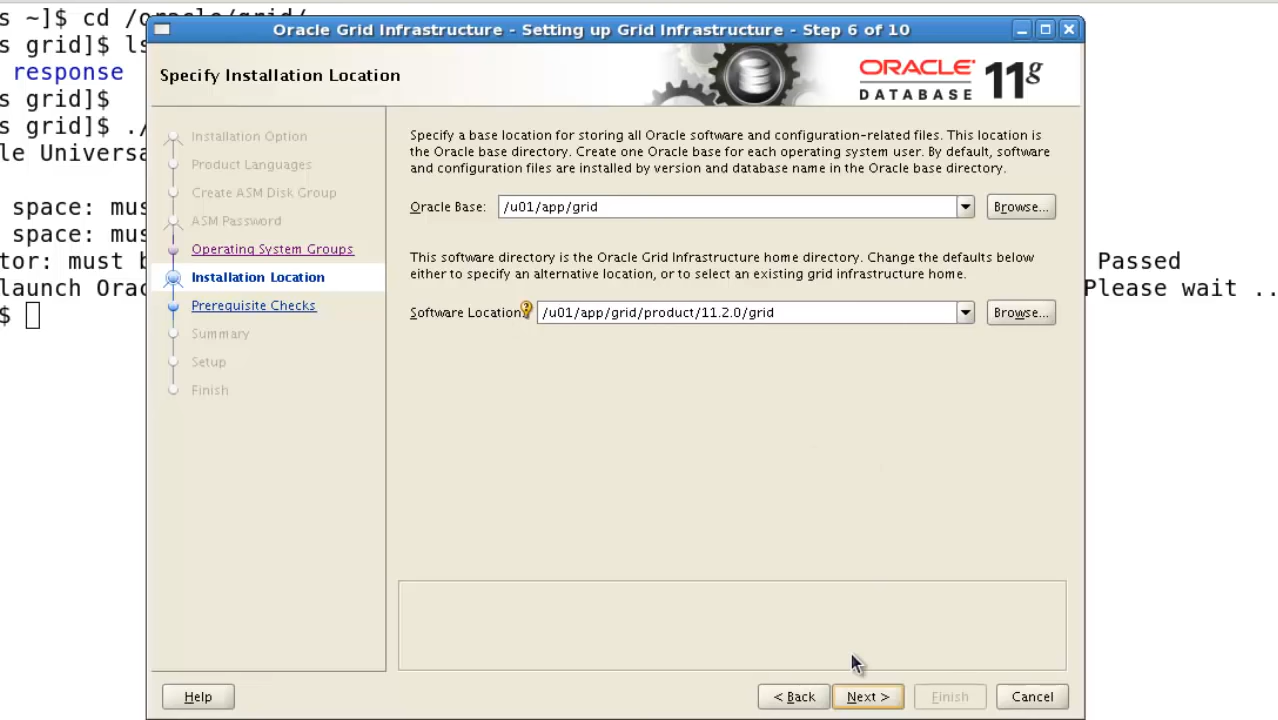 s ~]$ cd /oracle/grid/
Oracle Grid Infrastructure - Setting up Grid Infrastructure - Step 6 of 10
s grid]$ ls
response
s grid]$
s grid]$ ./
le Universa
space: mus
space: mus
tor: must b
Passed
launch Orac
Please wait ..
$
Specify Installation Location
ORACLE
DATABASE
11g
Installation Option
Product Languages
Create ASM Disk Group
ASM Password
Operating System Groups
Installation Location
Prerequisite Checks
Summary
Setup
Finish
Specify a base location for storing all Oracle software and configuration-related files. This location is
the Oracle base directory. Create one Oracle base for each operating system user. By default, software
and configuration files are installed by version and database name in the Oracle base directory.
Oracle Base: /u01/app/grid Browse...
This software directory is the Oracle Grid Infrastructure home directory. Change the defaults below
either to specify an alternative location, or to select an existing grid infrastructure home.
Software Location: /u01/app/grid/product/11.2.0/grid Browse...
Help
< Back Next > Finish Cancel